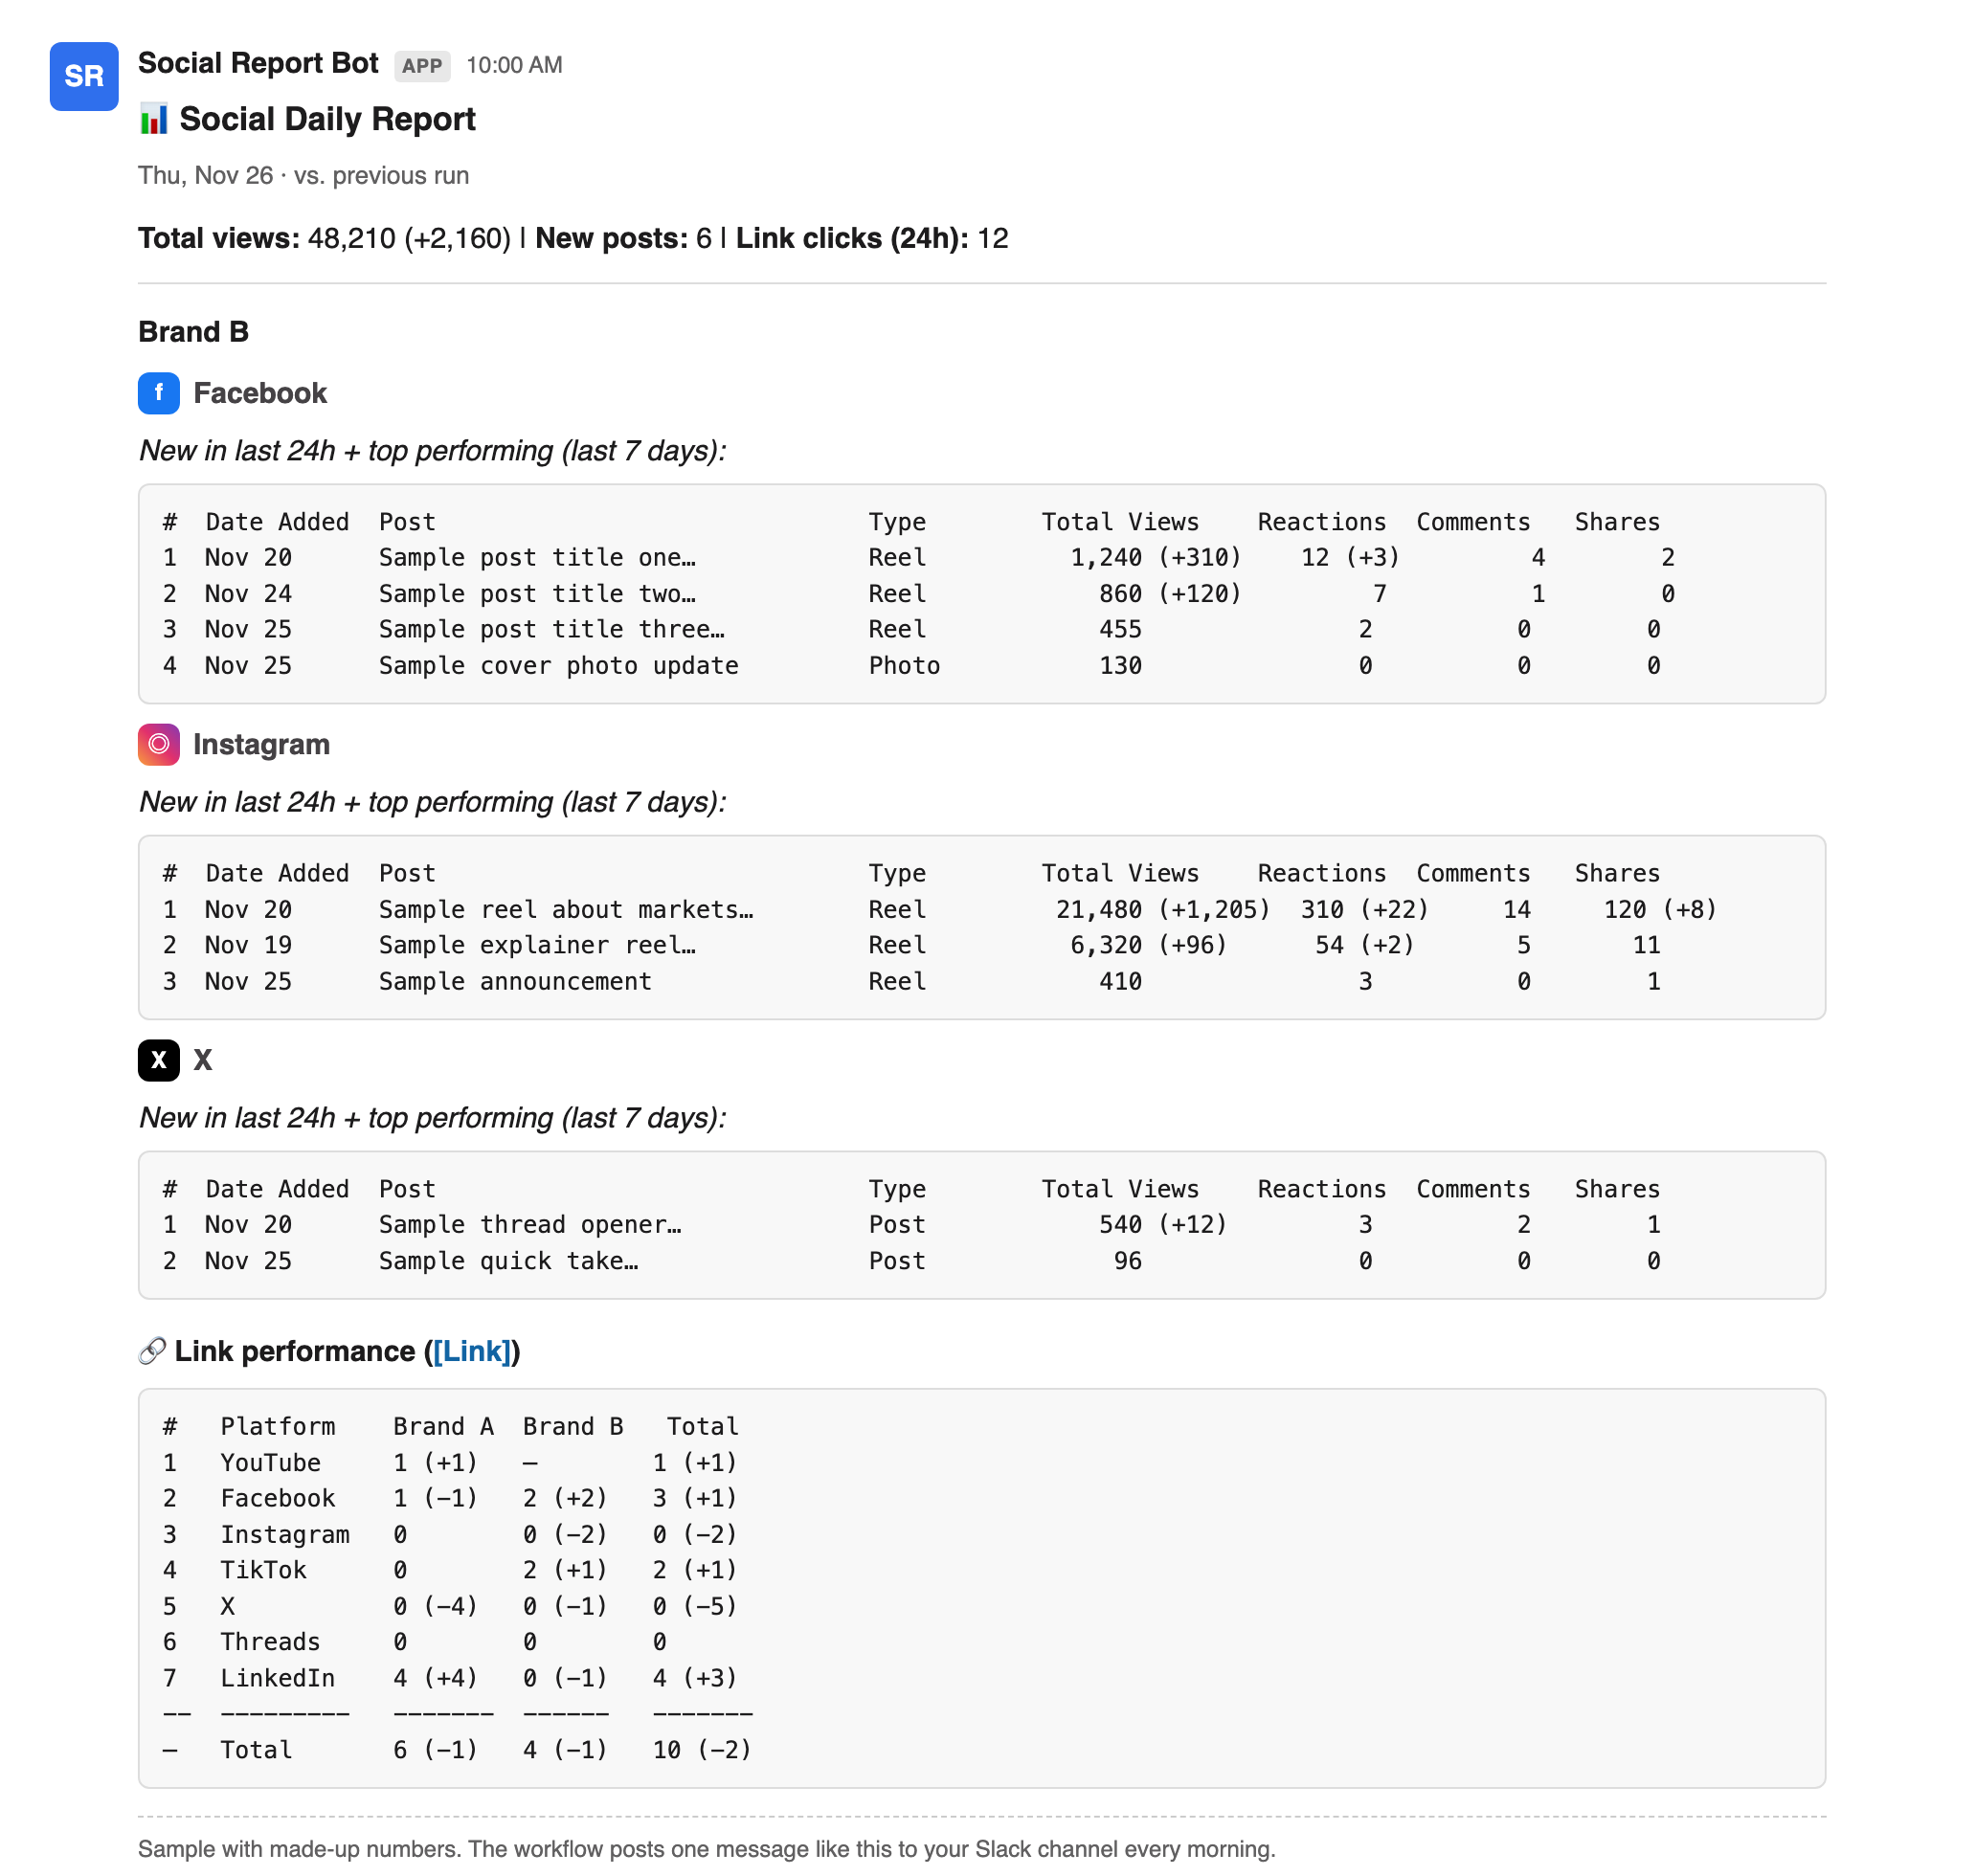 SR
Social Report Bot APP 10:00 AM
📊 Social Daily Report
Thu, Nov 26 · vs. previous run
Total views: 48,210 (+2,160) | New posts: 6 | Link clicks (24h): 12
Brand B
f Facebook
New in last 24h + top performing (last 7 days):
# Date Added Post Type Total Views Reactions Comments Shares
1 Nov 20 Sample post title one… Reel 1,240 (+310) 12 (+3) 4 2
2 Nov 24 Sample post title two… Reel 860 (+120) 7 1 0
3 Nov 25 Sample post title three… Reel 455 2 0 0
4 Nov 25 Sample cover photo update Photo 130 0 0 0
Instagram
New in last 24h + top performing (last 7 days):
# Date Added Post Type Total Views Reactions Comments Shares
1 Nov 20 Sample reel about markets… Reel 21,480 (+1,205) 310 (+22) 14 120 (+8)
2 Nov 19 Sample explainer reel… Reel 6,320 (+96) 54 (+2) 5 11
3 Nov 25 Sample announcement Reel 410 3 0 1
X X
New in last 24h + top performing (last 7 days):
# Date Added Post Type Total Views Reactions Comments Shares
1 Nov 20 Sample thread opener… Post 540 (+12) 3 2 1
2 Nov 25 Sample quick take… Post 96 0 0 0
🔗 Link performance ([Link])
# Platform Brand A Brand B Total
1 YouTube 1 (+1) — 1 (+1)
2 Facebook 1 (−1) 2 (+2) 3 (+1)
3 Instagram 0 0 (−2) 0 (−2)
4 TikTok 0 2 (+1) 2 (+1)
5 X 0 (−4) 0 (−1) 0 (−5)
6 Threads 0 0 0
7 LinkedIn 4 (+4) 0 (−1) 4 (+3)
—— ————————— ——————— —————— ———————
— Total 6 (−1) 4 (−1) 10 (−2)
Sample with made-up numbers. The workflow posts one message like this to your Slack channel every morning.